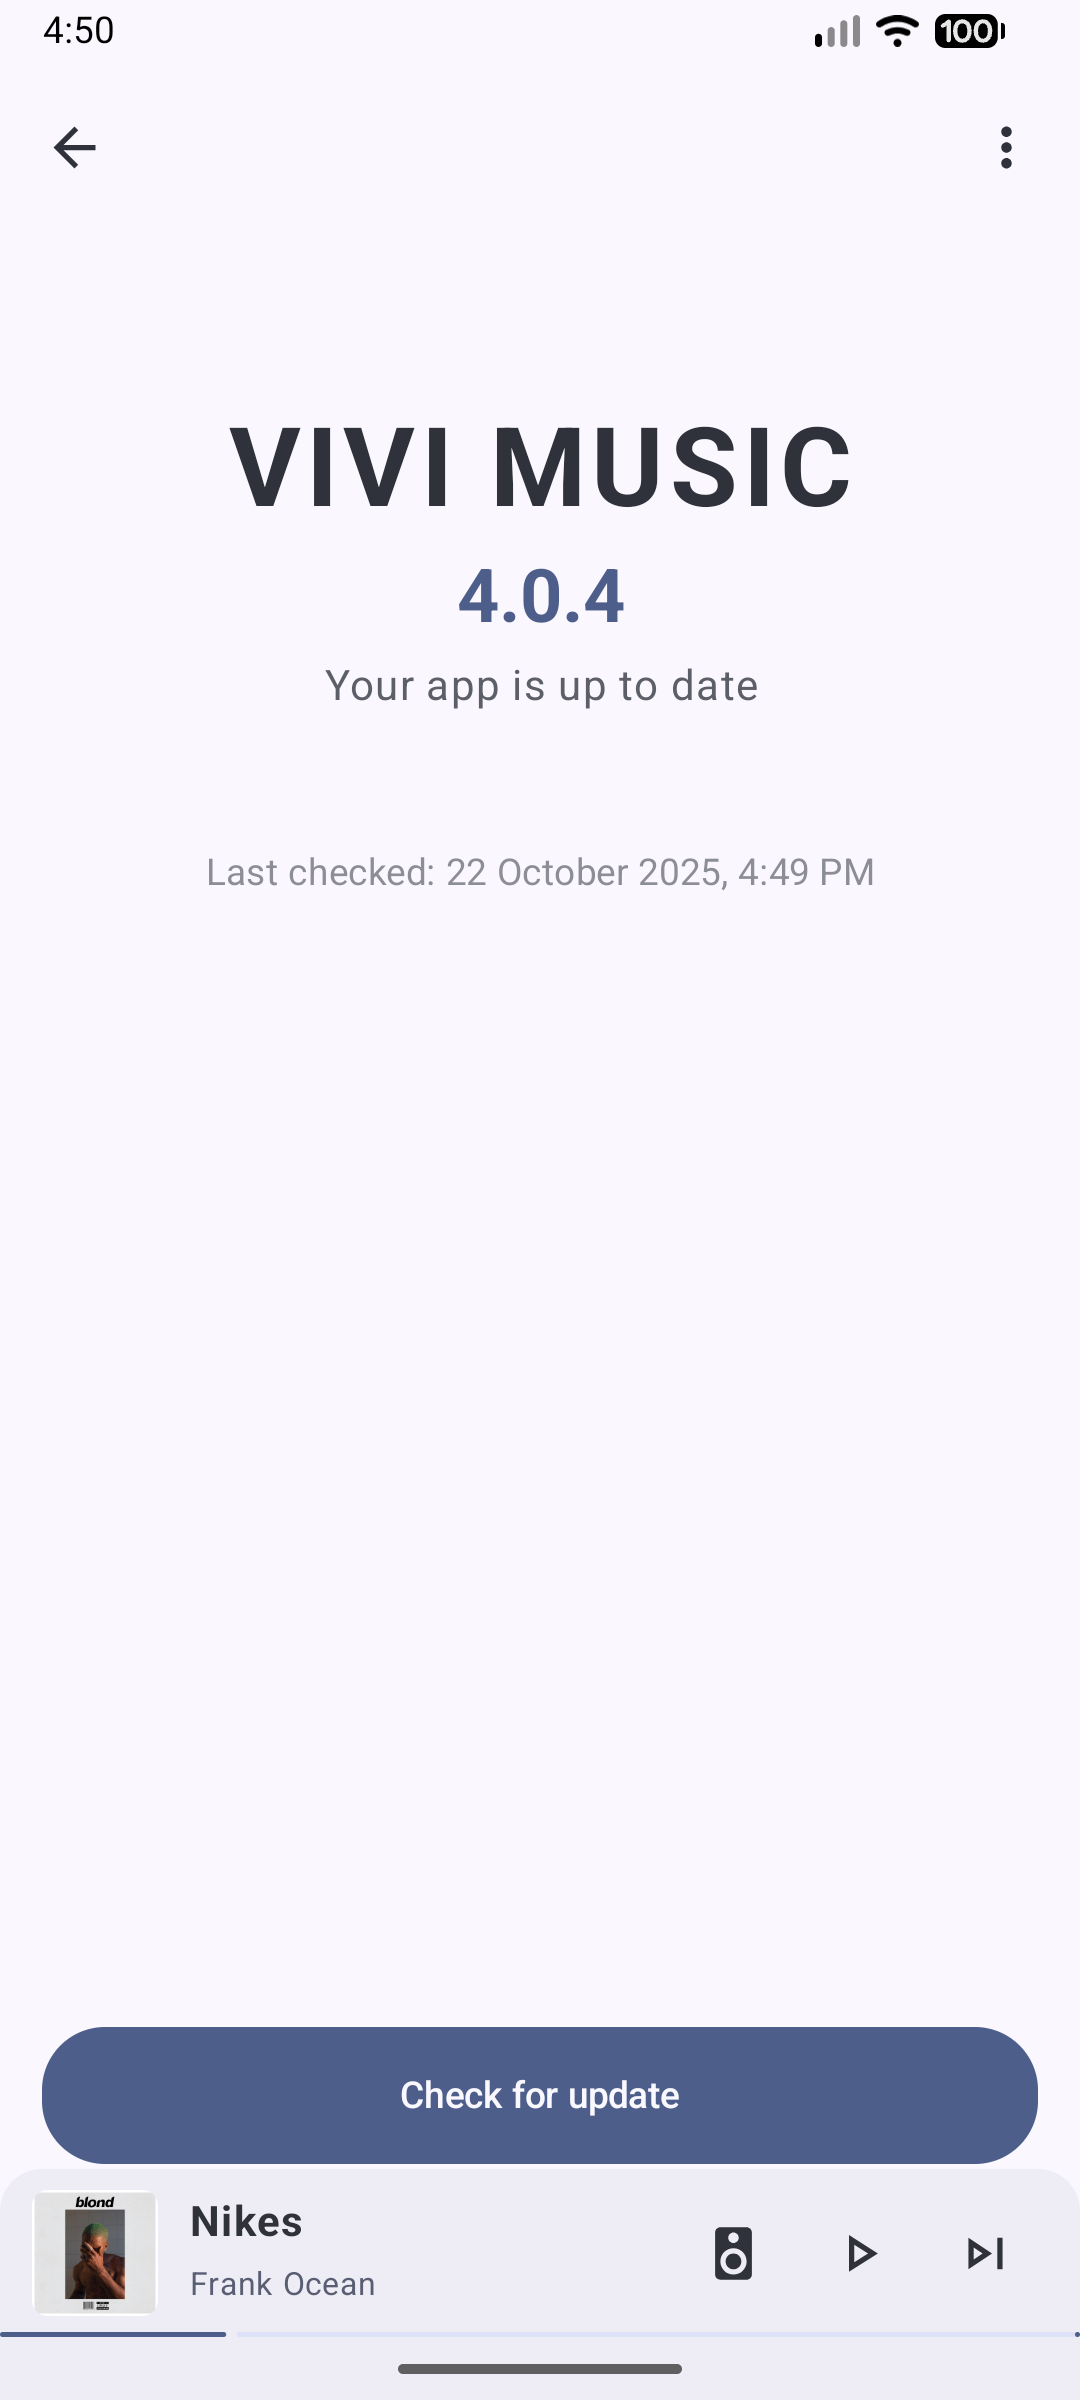 4:50
100
VIVI MUSIC
4.0.4
Your app is up to date
Last checked: 22 October 2025, 4:49 PM
Check for update
blond
Nikes
Frank Ocean